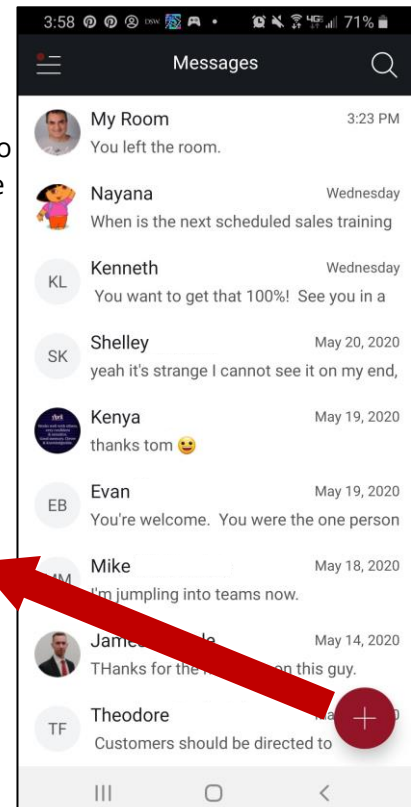 3:58 DSW 4GE 71%
Messages
My Room 3:23 PM
o You left the room.
e
Nayana Wednesday
When is the next scheduled sales training
KL Kenneth Wednesday
You want to get that 100%! See you in a
SK Shelley May 20, 2020
yeah it's strange I cannot see it on my end,
Kenya May 19, 2020
thanks tom 😀
EB Evan May 19, 2020
You're welcome. You were the one person
Mike May 18, 2020
I'm jumpling into teams now.
May 14, 2020
THanks for the on this guy.
TF Theodore
Customers should be directed to